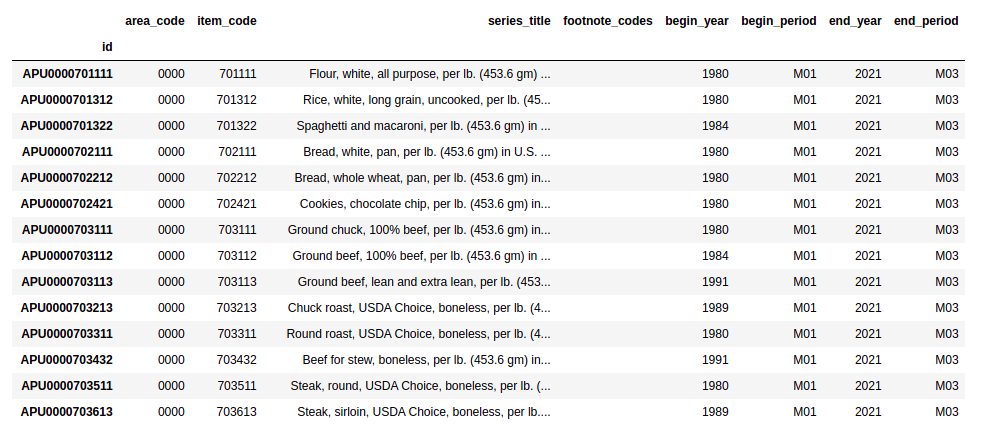 area_code item_code series_title footnote_codes begin_year begin_period end_year end_period
id
APU0000701111 0000 701111 Flour, white, all purpose, per lb. (453.6 gm) ... 1980 M01 2021 M03
APU0000701312 0000 701312 Rice, white, long grain, uncooked, per lb. (45... 1980 M01 2021 M03
APU0000701322 0000 701322 Spaghetti and macaroni, per lb. (453.6 gm) in ... 1984 M01 2021 M03
APU0000702111 0000 702111 Bread, white, pan, per lb. (453.6 gm) in U.S. ... 1980 M01 2021 M03
APU0000702212 0000 702212 Bread, whole wheat, pan, per lb. (453.6 gm) in... 1980 M01 2021 M03
APU0000702421 0000 702421 Cookies, chocolate chip, per lb. (453.6 gm) in... 1980 M01 2021 M03
APU0000703111 0000 703111 Ground chuck, 100% beef, per lb. (453.6 gm) in... 1980 M01 2021 M03
APU0000703112 0000 703112 Ground beef, 100% beef, per lb. (453.6 gm) in ... 1984 M01 2021 M03
APU0000703113 0000 703113 Ground beef, lean and extra lean, per lb. (453... 1991 M01 2021 M03
APU0000703213 0000 703213 Chuck roast, USDA Choice, boneless, per lb. (4... 1989 M01 2021 M03
APU0000703311 0000 703311 Round roast, USDA Choice, boneless, per lb. (4... 1980 M01 2021 M03
APU0000703432 0000 703432 Beef for stew, boneless, per lb. (453.6 gm) in... 1991 M01 2021 M03
APU0000703511 0000 703511 Steak, round, USDA Choice, boneless, per lb. (... 1980 M01 2021 M03
APU0000703613 0000 703613 Steak, sirloin, USDA Choice, boneless, per lb.... 1989 M01 2021 M03